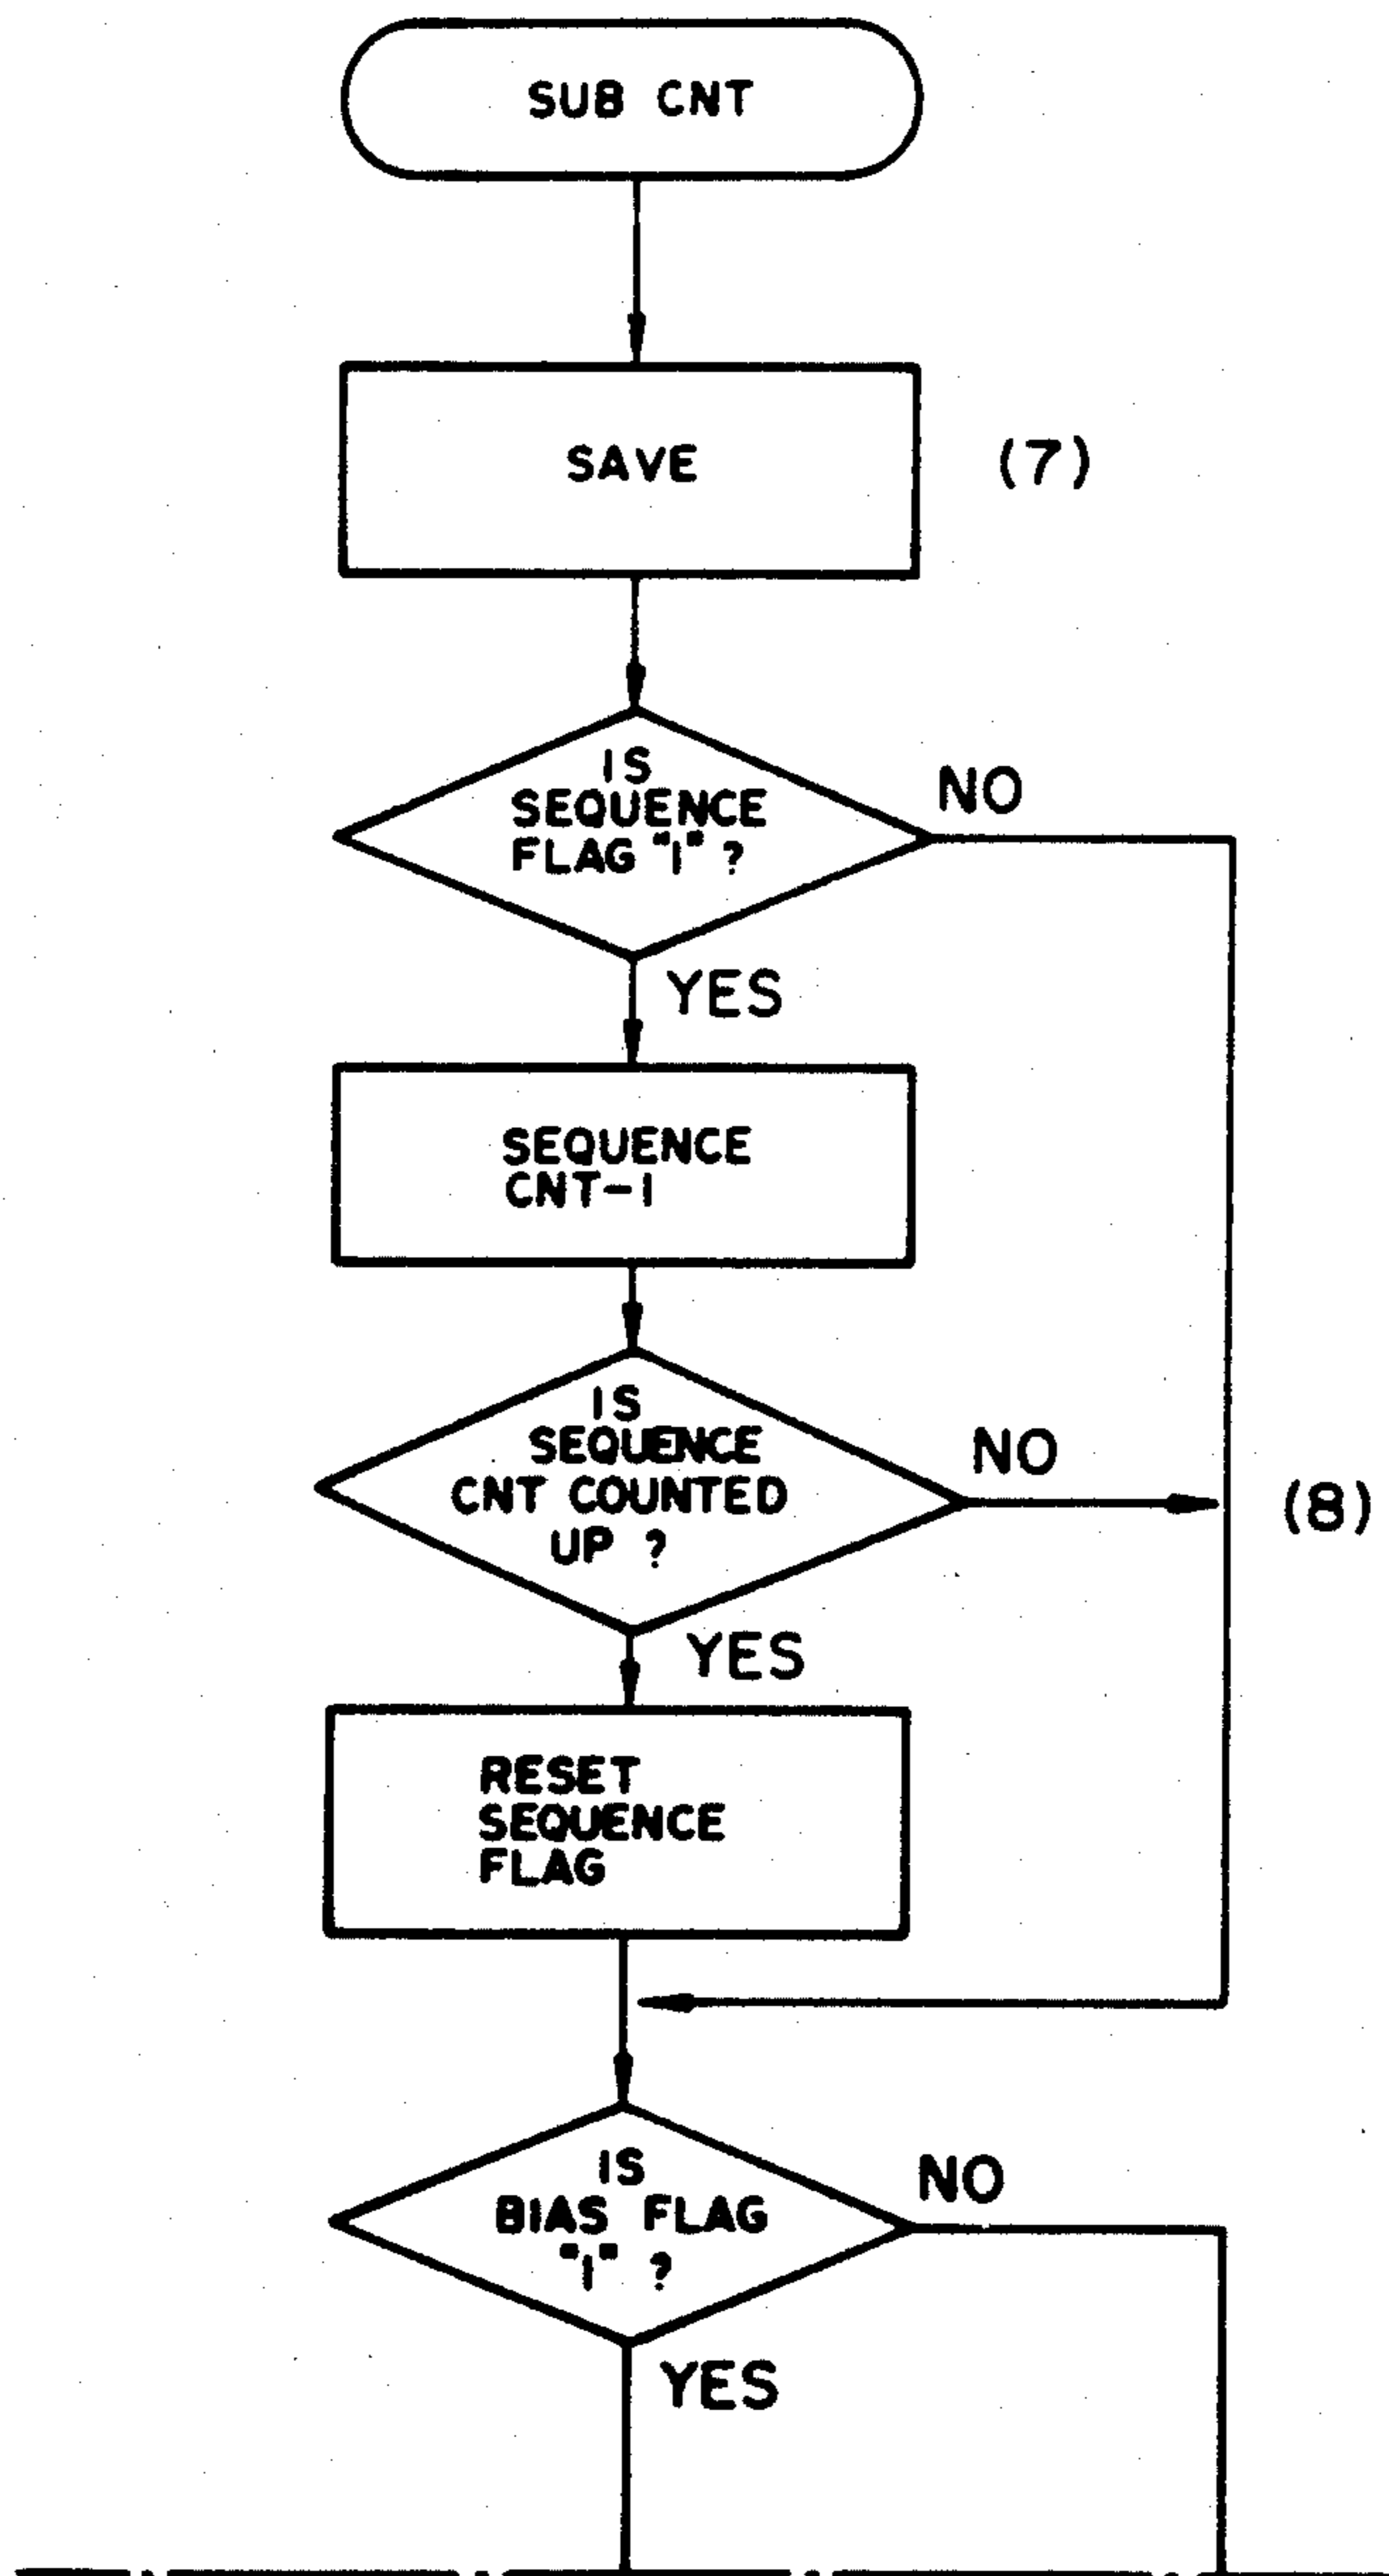 SUB CNT
SAVE
(7)
IS
SEQUENCE
FLAG "1" ?
NO
YES
SEQUENCE
CNT-1
IS
SEQUENCE
CNT COUNTED
UP ?
NO
(8)
YES
RESET
SEQUENCE
FLAG
IS
BIAS FLAG
"1" ?
NO
YES